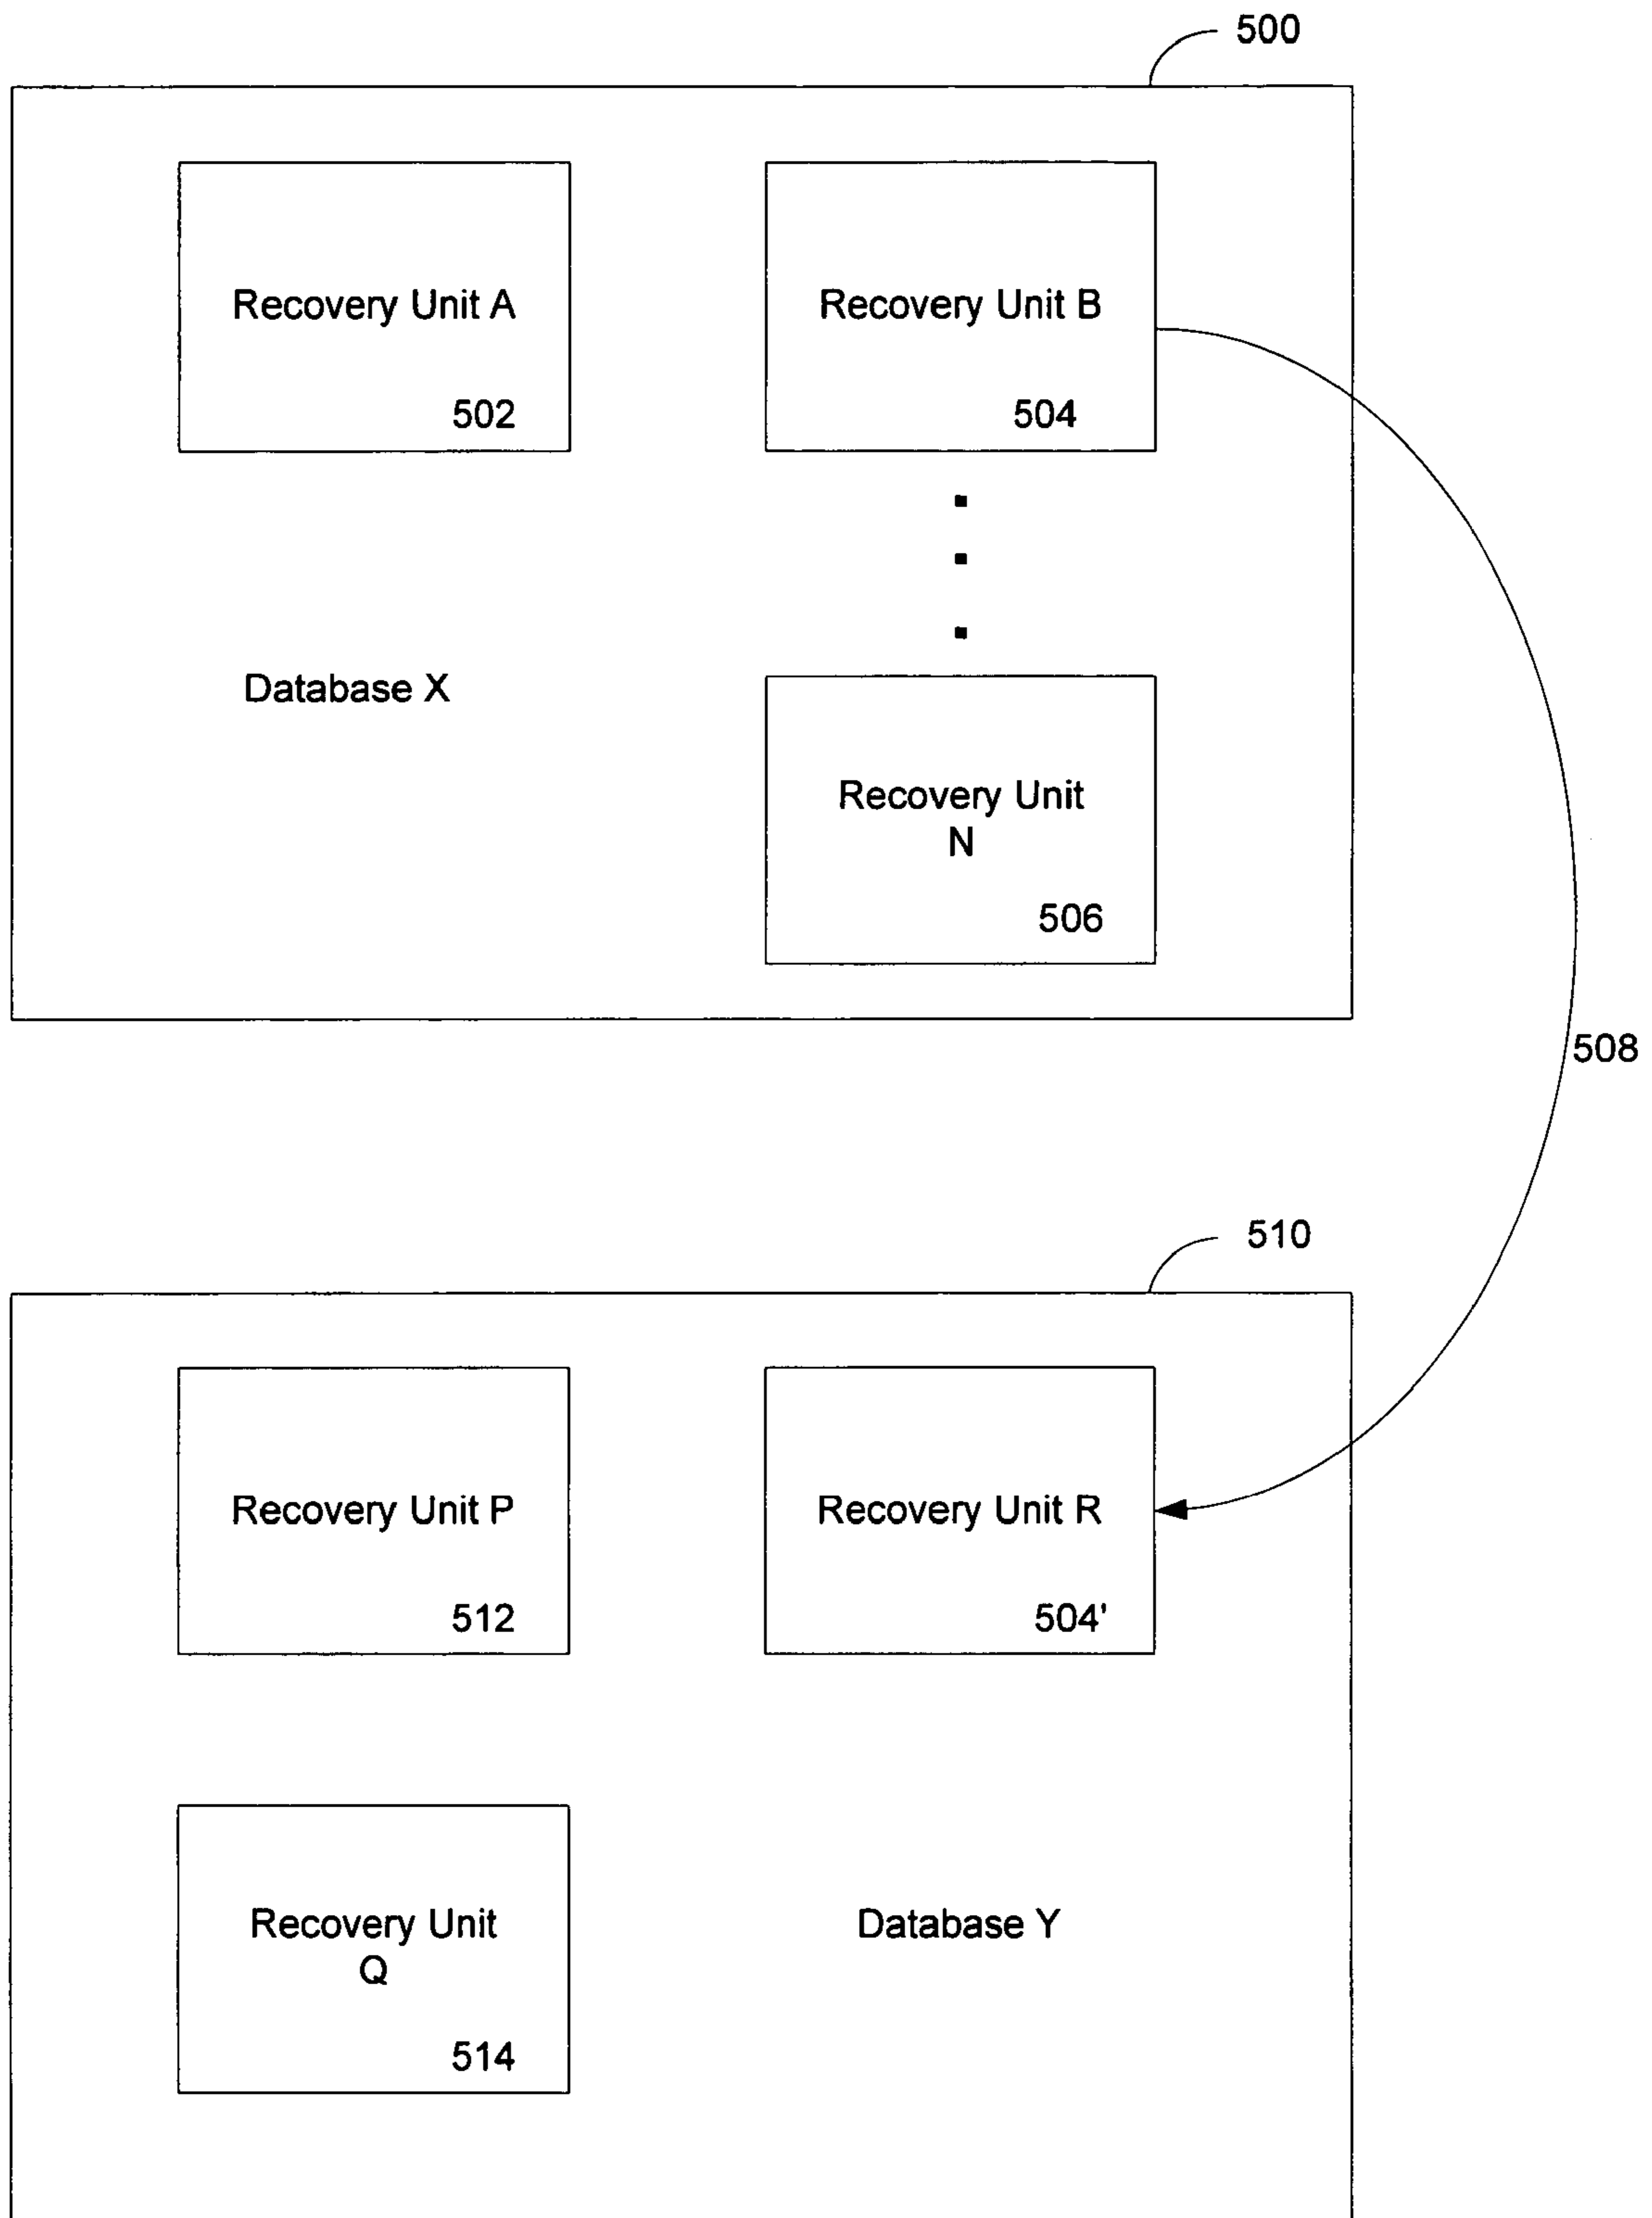 500
Recovery Unit A
502
Recovery Unit B
504
Database X
Recovery Unit
N
506
508
510
Recovery Unit P
512
Recovery Unit R
504'
Recovery Unit
Q
514
Database Y